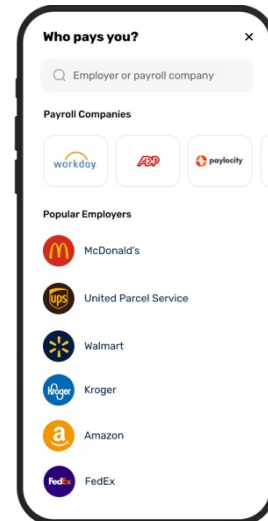 Who pays you?
Employer or payroll company
Payroll Companies
workday.
ADP
paylocity
Popular Employers
McDonald's
ups
United Parcel Service
Walmart
Kroger
Kroger
a
Amazon
FedEx
FedEx